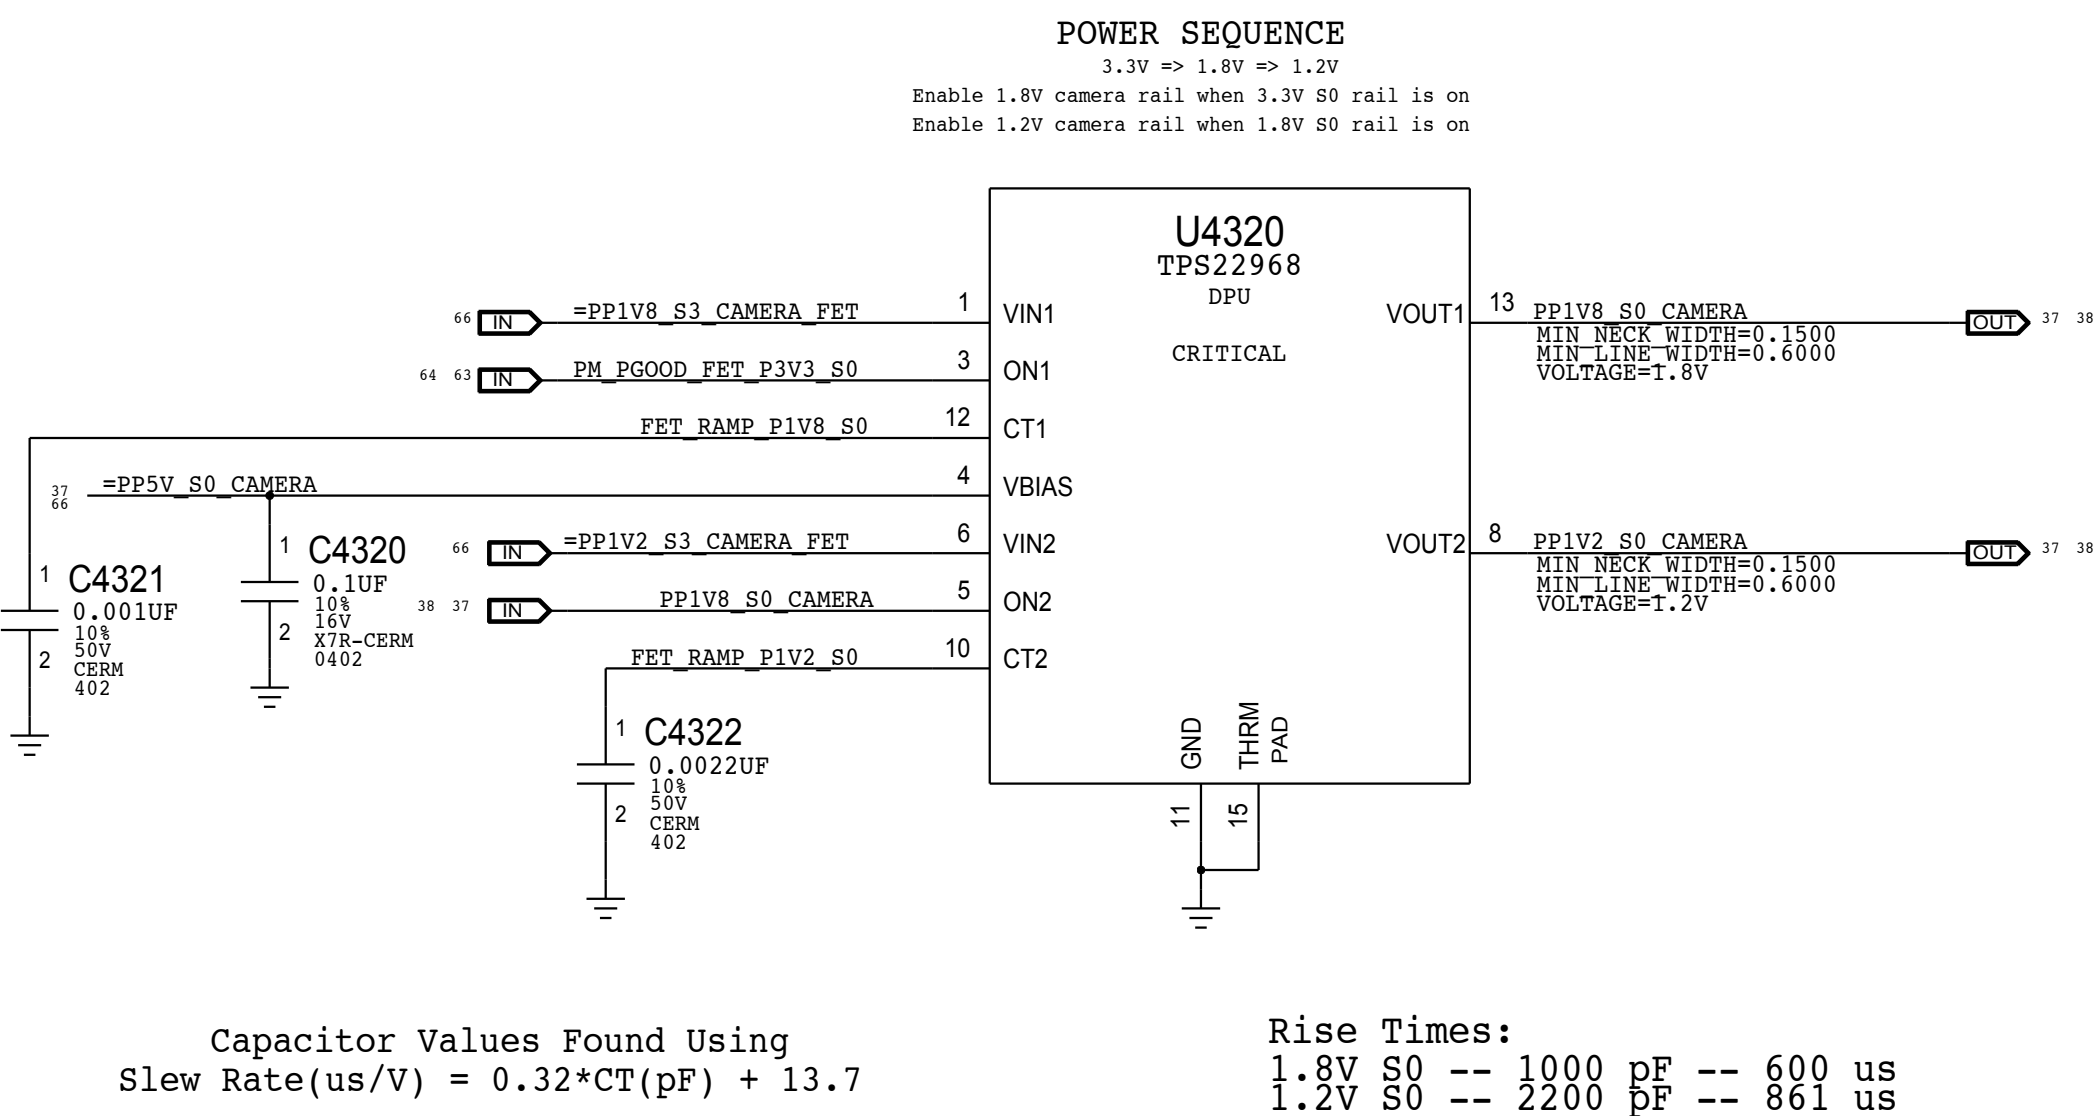 POWER SEQUENCE
3.3V => 1.8V => 1.2V
Enable 1.8V camera rail when 3.3V S0 rail is on
Enable 1.2V camera rail when 1.8V S0 rail is on
U4320
TPS22968
DPU
CRITICAL
66 IN =PP1V8_S3_CAMERA_FET 1 VIN1
64 63 IN PM_PGOOD_FET_P3V3_S0 3 ON1
FET_RAMP_P1V8_S0 12 CT1
37
66
=PP5V_S0_CAMERA 4 VBIAS
66 IN =PP1V2_S3_CAMERA_FET 6 VIN2
38 37 IN PP1V8_S0_CAMERA 5 ON2
FET_RAMP_P1V2_S0 10 CT2
VOUT1 13 PP1V8_S0_CAMERA OUT 37 38
MIN_NECK_WIDTH=0.1500
MIN_LINE_WIDTH=0.6000
VOLTAGE=1.8V
VOUT2 8 PP1V2_S0_CAMERA OUT 37 38
MIN_NECK_WIDTH=0.1500
MIN_LINE_WIDTH=0.6000
VOLTAGE=1.2V
1 C4321
0.001UF
10%
50V
2
CERM
402
1 C4320
0.1UF
10%
16V
2
X7R-CERM
0402
1 C4322
0.0022UF
10%
50V
2
CERM
402
GND
THRM
PAD
11
15
Capacitor Values Found Using
Slew Rate(us/V) = 0.32*CT(pF) + 13.7
Rise Times:
1.8V S0 -- 1000 pF -- 600 us
1.2V S0 -- 2200 pF -- 861 us